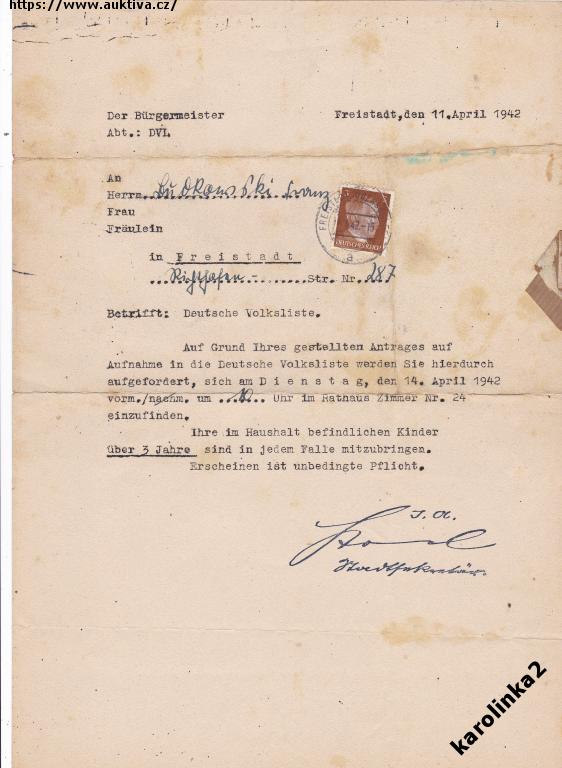 https://www.auktiva.cz/
Der Bürgermeister
Freistadt,den 11.April 1942
Abt.: DVL
An
Herrn..Dudkowski Franz
Frau
Fräulein
in Freistadt
...Richthofen-........Str. Nr. 287
Betrifft: Deutsche Volksliste.
Auf Grund Ihres gestellten Antrages auf
Aufnahme in die Deutsche Volksliste werden Sie hierdurch
aufgefordert, sich am D i e n s t a g, den 14. April 1942
vorm./nachm. um ..10.. Uhr im Rathaus Zimmer Nr. 24
einzufinden.
Ihre im Haushalt befindlichen Kinder
über 3 Jahre sind in jedem Falle mitzubringen.
Erscheinen ist unbedingte Pflicht.
J.A.
Stadtsekretär.
DEUTSCHES REICH
a
karolinka2